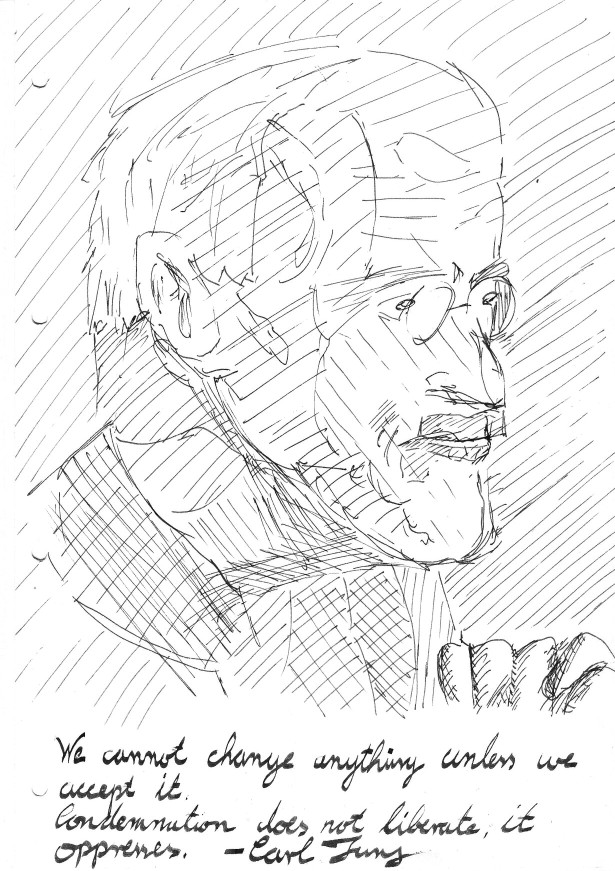 We cannot change anything unless we
accept it.
Condemnation does not liberate, it
oppresses. - Carl Jung